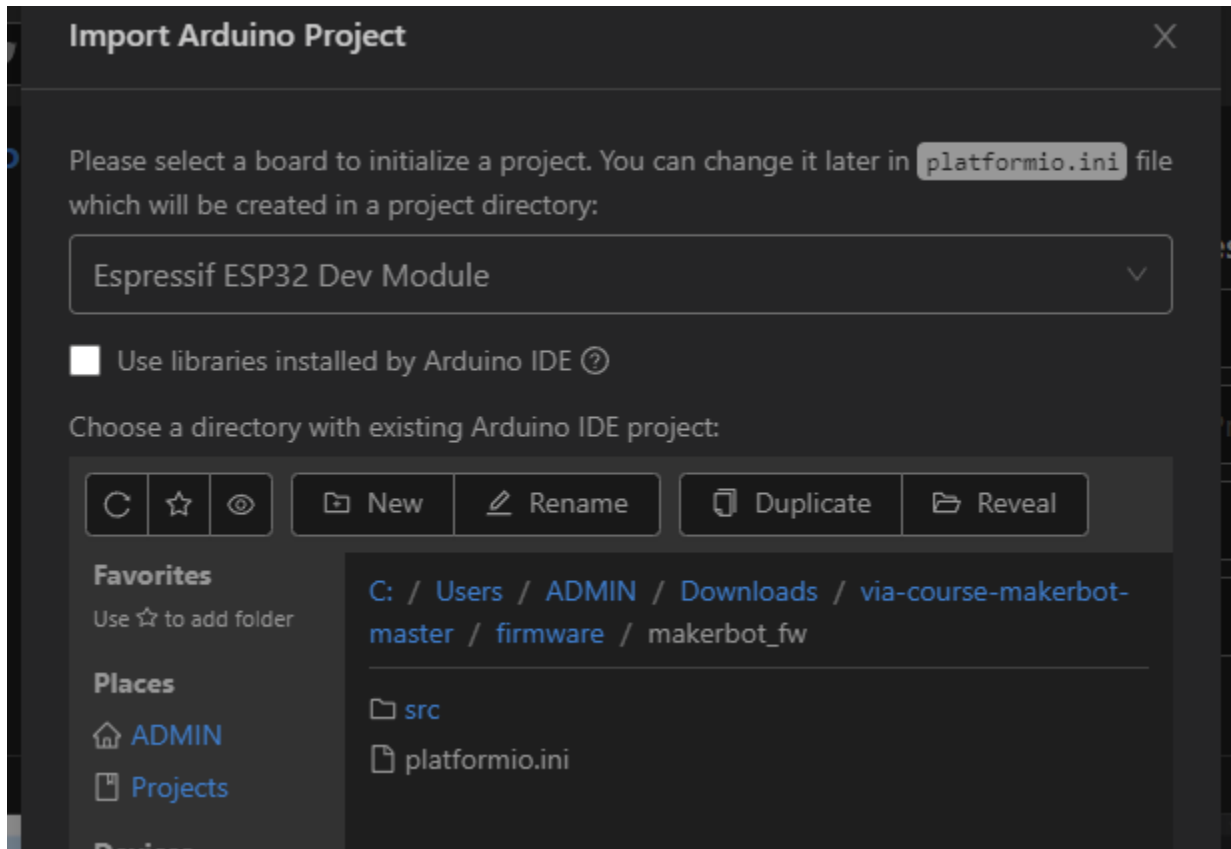 Import Arduino Project
Please select a board to initialize a project. You can change it later in platformio.ini file
which will be created in a project directory:
Espressif ESP32 Dev Module
Use libraries installed by Arduino IDE
Choose a directory with existing Arduino IDE project:
New Rename Duplicate Reveal
Favorites
Use ☆ to add folder
Places
ADMIN
Projects
C: / Users / ADMIN / Downloads / via-course-makerbot-
master / firmware / makerbot_fw
src
platformio.ini